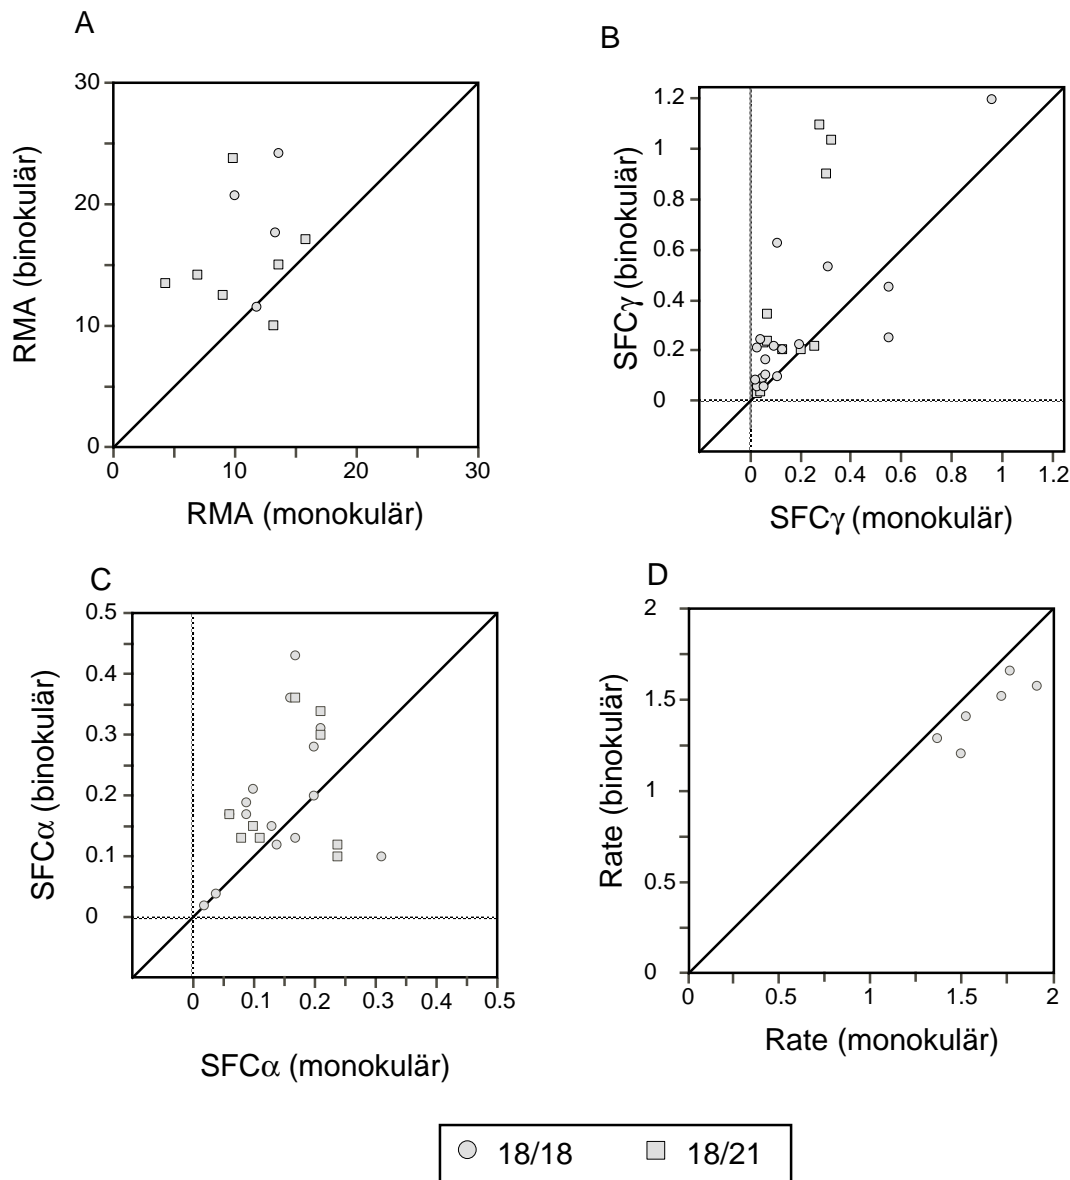 A
30
20
10
0
0 10 20 30
RMA (binokulär)
RMA (monokulär)
B
1.2
1
0.8
0.6
0.4
0.2
0
0 0.2 0.4 0.6 0.8 1 1.2
SFCγ (binokulär)
SFCγ (monokulär)
C
0.5
0.4
0.3
0.2
0.1
0
0 0.1 0.2 0.3 0.4 0.5
SFCα (binokulär)
SFCα (monokulär)
D
2
1.5
1
0.5
0
0 0.5 1 1.5 2
Rate (binokulär)
Rate (monokulär)
18/18 18/21